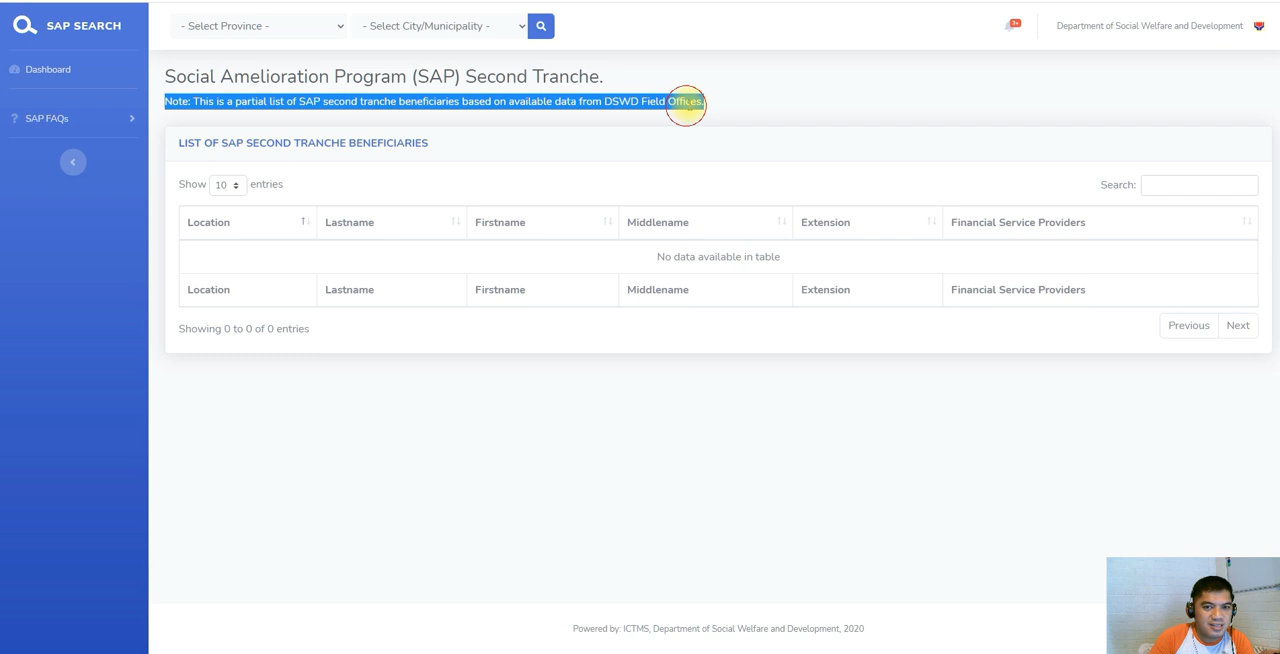 SAP SEARCH
- Select Province -
- Select City/Municipality -
3+
Department of Social Welfare and Development
Dashboard
SAP FAQs
Social Amelioration Program (SAP) Second Tranche.
Note: This is a partial list of SAP second tranche beneficiaries based on available data from DSWD Field Offices.
LIST OF SAP SECOND TRANCHE BENEFICIARIES
Show 10 entries
Search:
Location Lastname Firstname Middlename Extension Financial Service Providers
No data available in table
Location Lastname Firstname Middlename Extension Financial Service Providers
Showing 0 to 0 of 0 entries
Previous Next
Powered by: ICTMS, Department of Social Welfare and Development, 2020